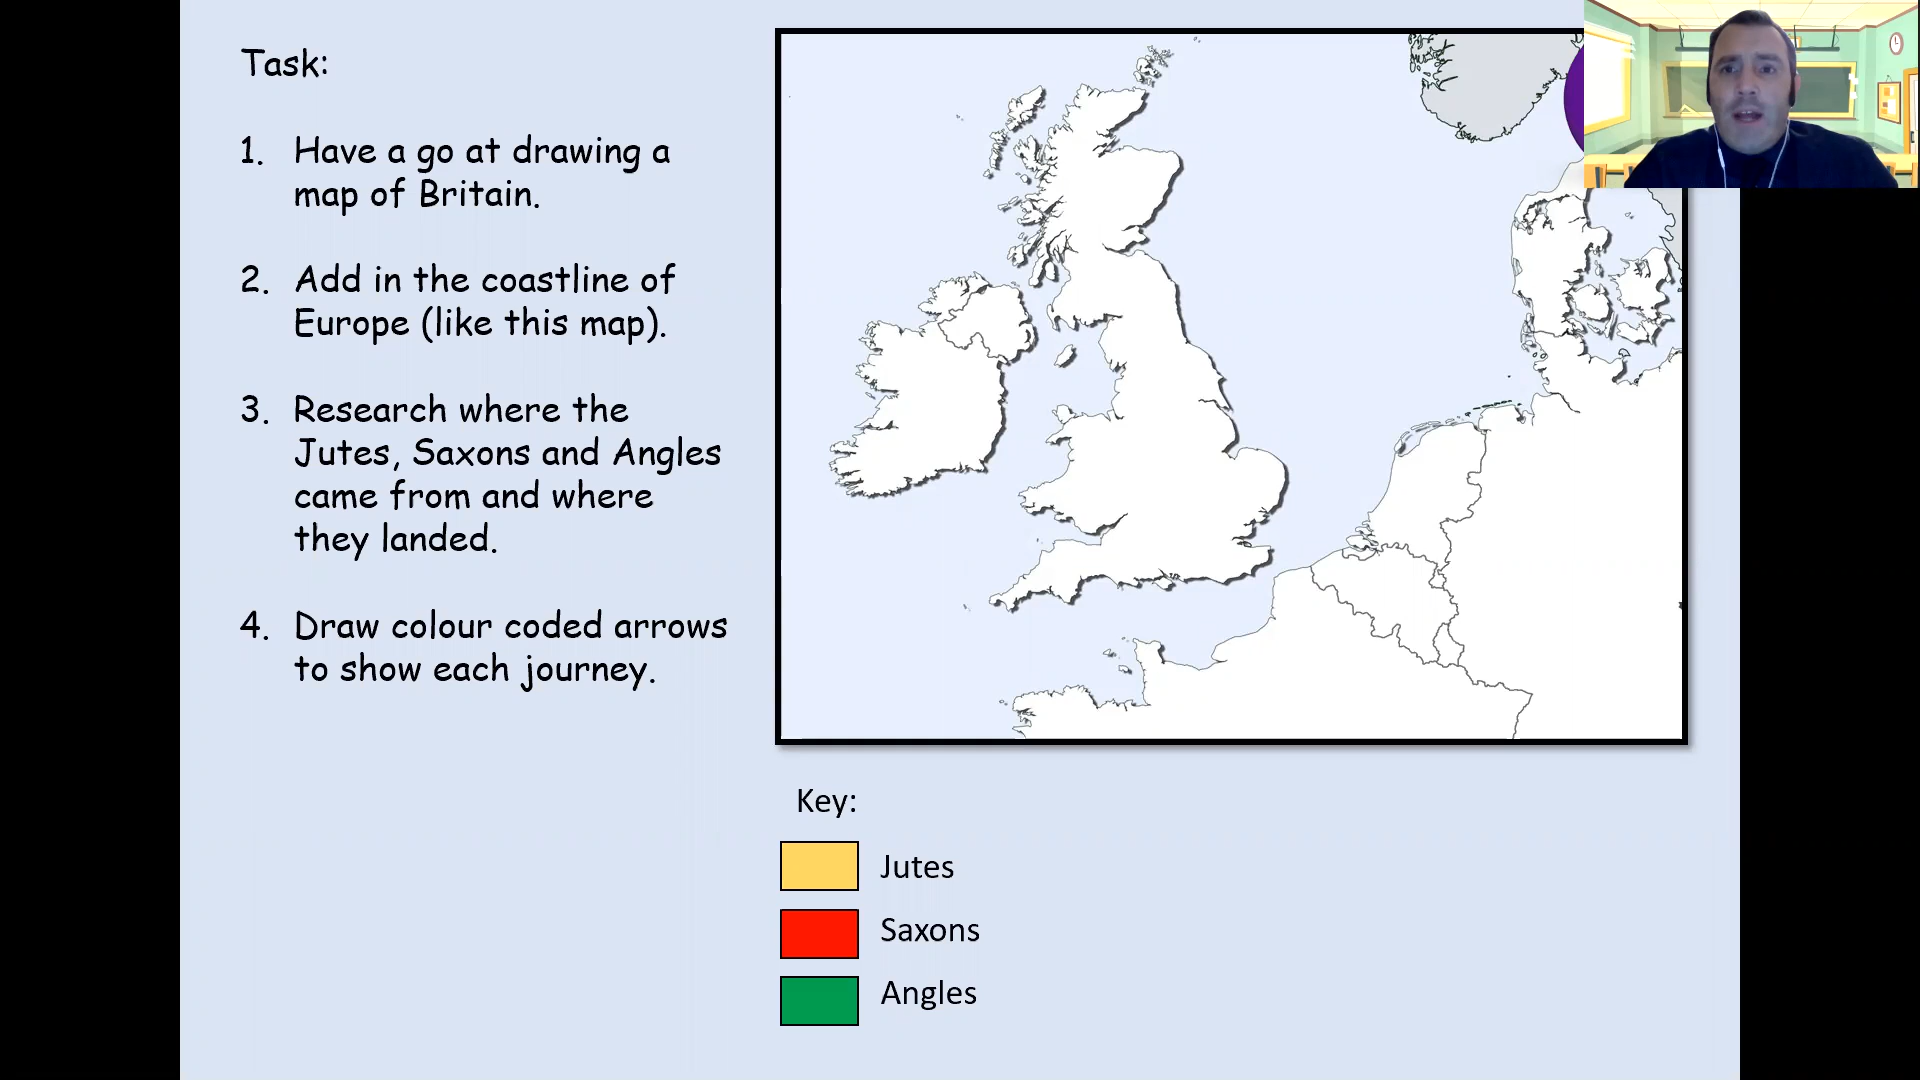 Task:
1. Have a go at drawing a
map of Britain.
2. Add in the coastline of
Europe (like this map).
3. Research where the
Jutes, Saxons and Angles
came from and where
they landed.
4. Draw colour coded arrows
to show each journey.
Key:
Jutes
Saxons
Angles